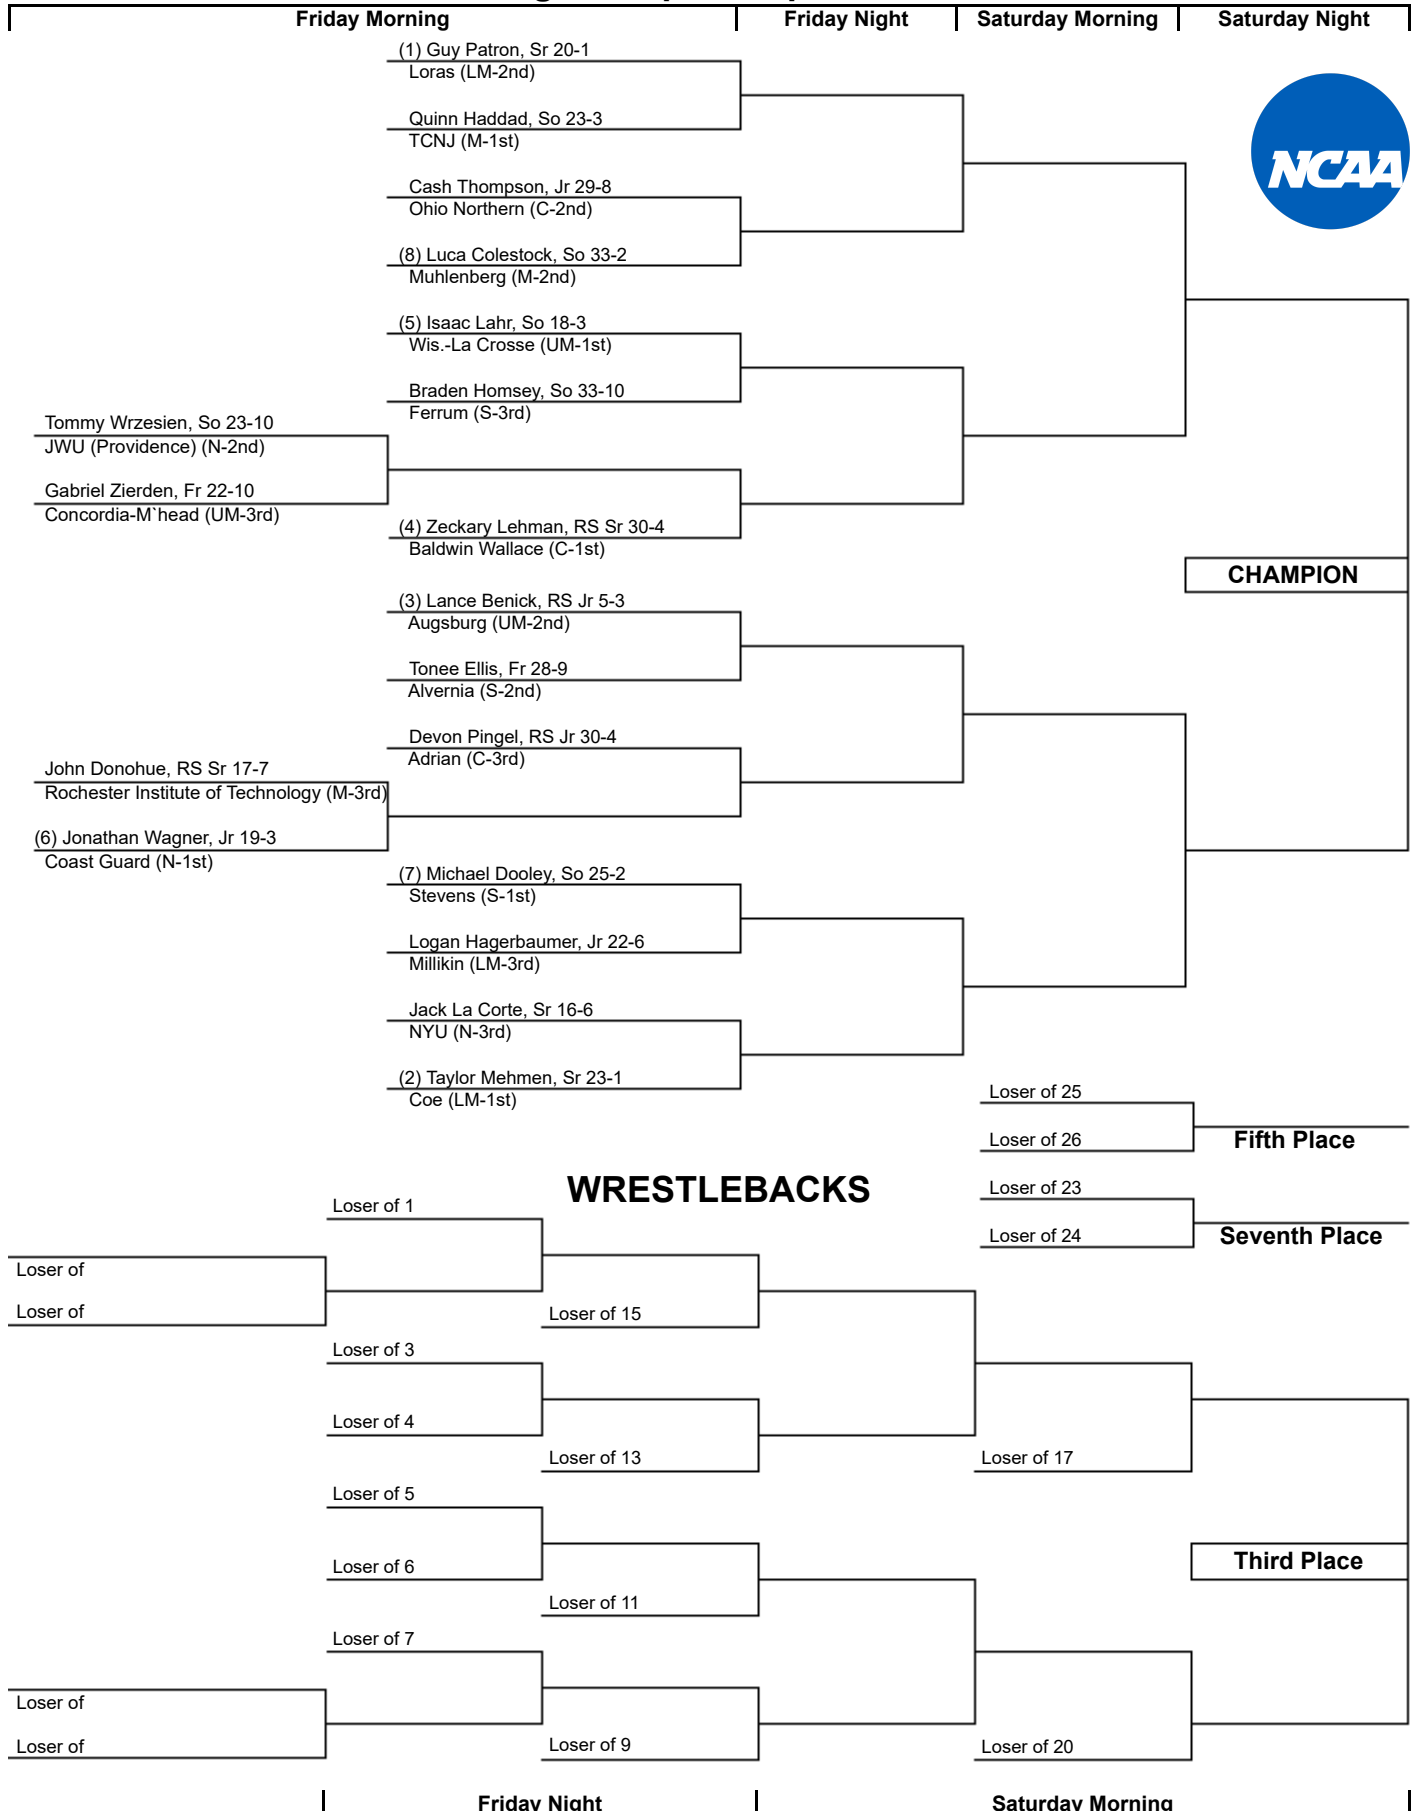 Friday Morning
Friday Night
Saturday Morning
Saturday Night
(1) Guy Patron, Sr 20-1
Loras (LM-2nd)
Quinn Haddad, So 23-3
TCNJ (M-1st)
NCAA
Cash Thompson, Jr 29-8
Ohio Northern (C-2nd)
(8) Luca Colestock, So 33-2
Muhlenberg (M-2nd)
(5) Isaac Lahr, So 18-3
Wis.-La Crosse (UM-1st)
Braden Homsey, So 33-10
Ferrum (S-3rd)
Tommy Wrzesien, So 23-10
JWU (Providence) (N-2nd)
Gabriel Zierden, Fr 22-10
Concordia-M`head (UM-3rd)
(4) Zeckary Lehman, RS Sr 30-4
Baldwin Wallace (C-1st)
CHAMPION
(3) Lance Benick, RS Jr 5-3
Augsburg (UM-2nd)
Tonee Ellis, Fr 28-9
Alvernia (S-2nd)
Devon Pingel, RS Jr 30-4
Adrian (C-3rd)
John Donohue, RS Sr 17-7
Rochester Institute of Technology (M-3rd)
(6) Jonathan Wagner, Jr 19-3
Coast Guard (N-1st)
(7) Michael Dooley, So 25-2
Stevens (S-1st)
Logan Hagerbaumer, Jr 22-6
Millikin (LM-3rd)
Jack La Corte, Sr 16-6
NYU (N-3rd)
(2) Taylor Mehmen, Sr 23-1
Coe (LM-1st)
Loser of 25
Loser of 26
Fifth Place
WRESTLEBACKS
Loser of 23
Loser of 24
Seventh Place
Loser of 1
Loser of
Loser of
Loser of 15
Loser of 3
Loser of 4
Loser of 13
Loser of 17
Loser of 5
Loser of 6
Loser of 11
Third Place
Loser of 7
Loser of
Loser of
Loser of 9
Loser of 20
Friday Night
Saturday Morning